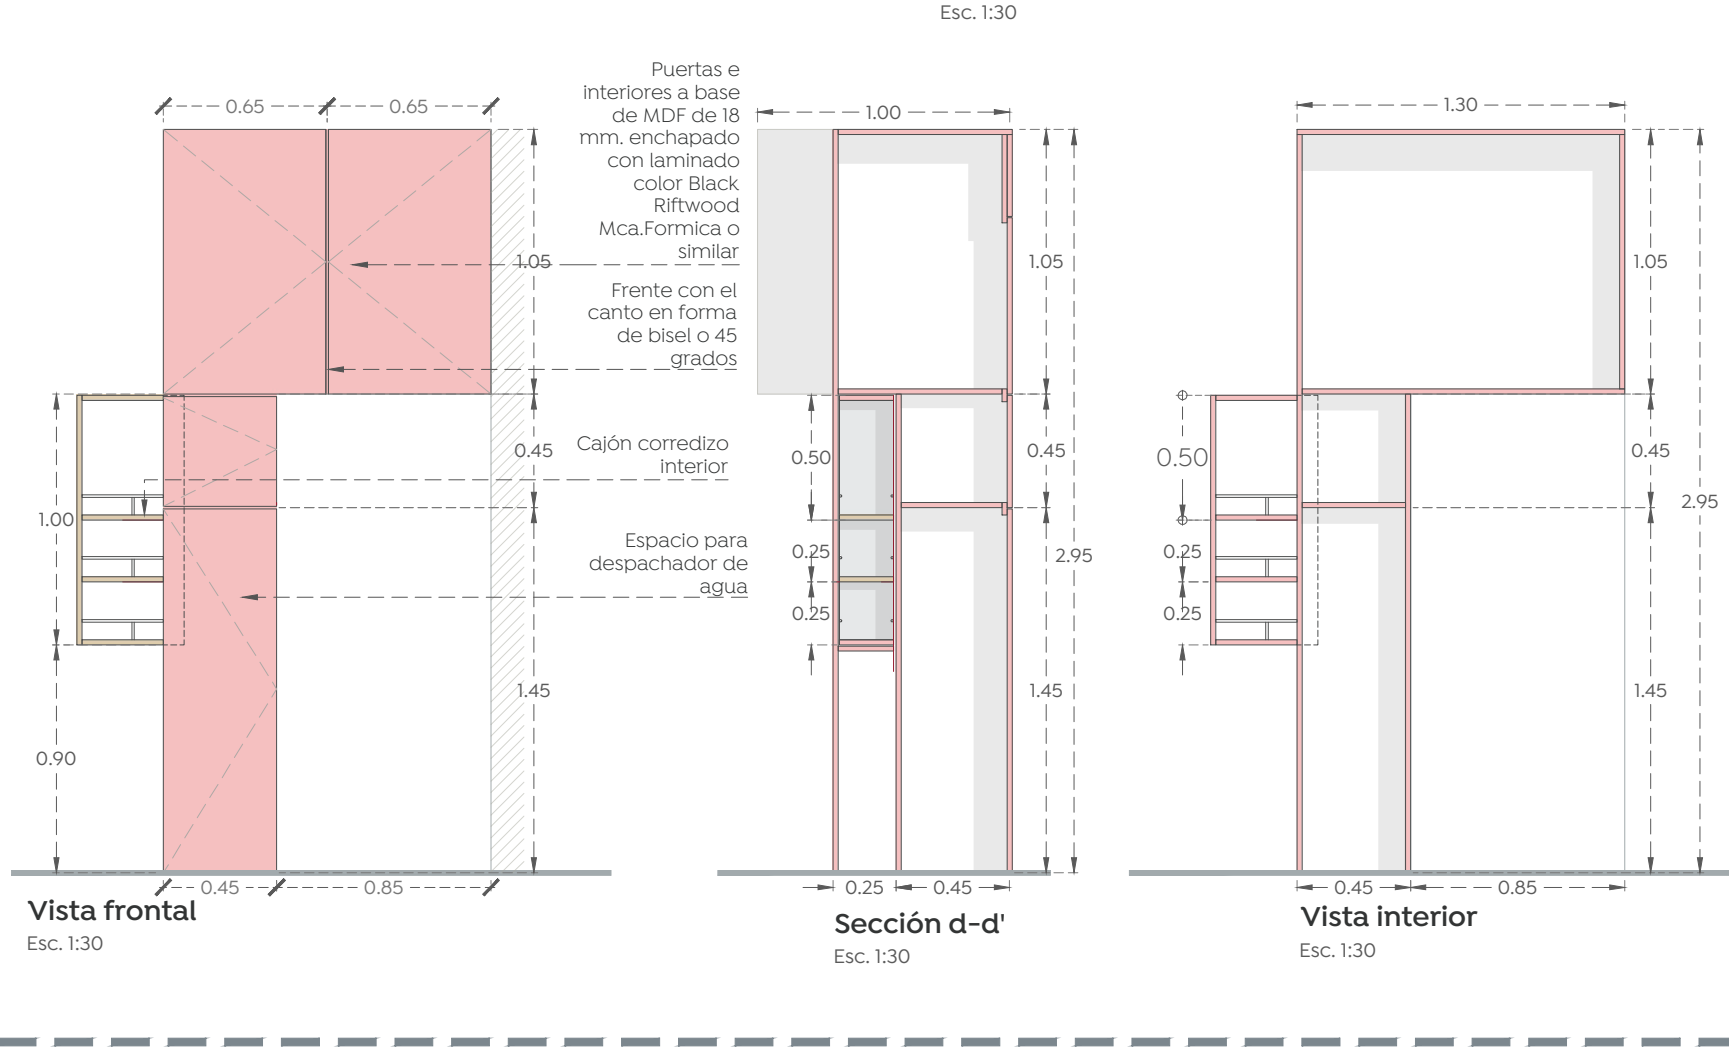 Esc. 1:30
0.65
0.65
Puertas e
interiores a base
de MDF de 18
mm. enchapado
con laminado
color Black
Riftwood
Mca.Formica o
similar
1.05
Frente con el
canto en forma
de bisel o 45
grados
0.45
Cajón corredizo
interior
1.00
Espacio para
despachador de
agua
1.45
0.90
0.45
0.85
Vista frontal
Esc. 1:30
1.00
1.05
0.50
0.45
0.25
2.95
0.25
1.45
0.25
0.45
Sección d-d'
Esc. 1:30
1.30
1.05
0.50
0.45
2.95
0.25
0.25
1.45
0.45
0.85
Vista interior
Esc. 1:30